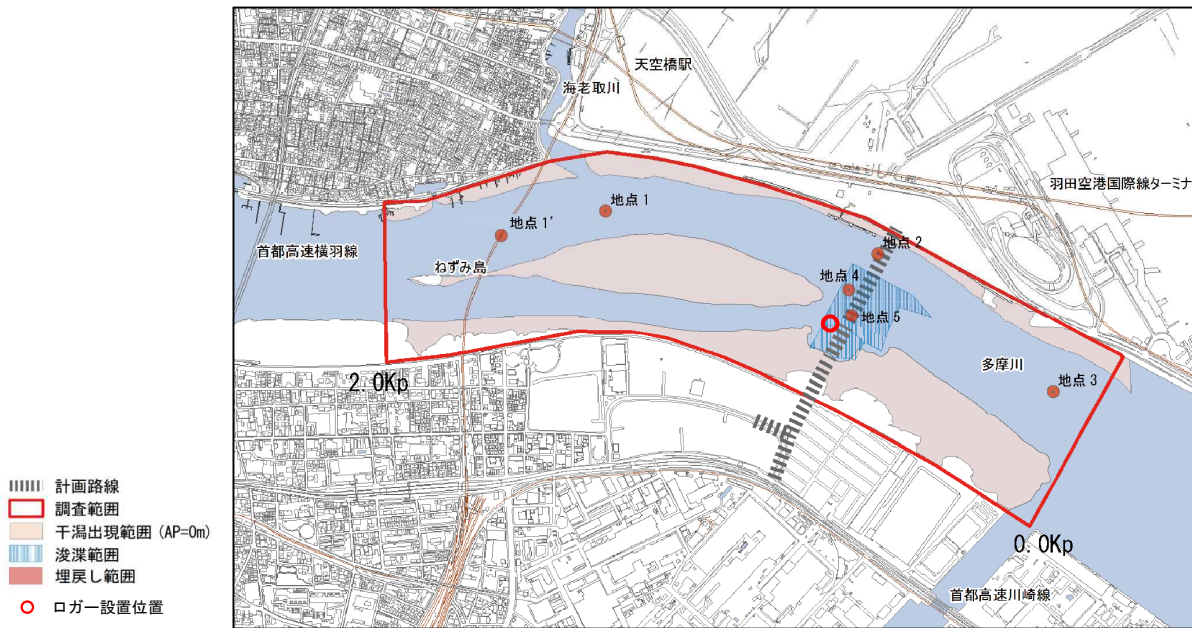 天空橋駅
海老取川
羽田空港国際線ターミナ
地点 1
地点 1’
地点 2
首都高速横羽線
ねずみ島
地点 4
地点 5
多摩川
2.0Kp
地点 3
計画路線
調査範囲
干潟出現範囲 (AP=0m)
浚渫範囲
埋戻し範囲
ロガー設置位置
0.0Kp
首都高速川崎線